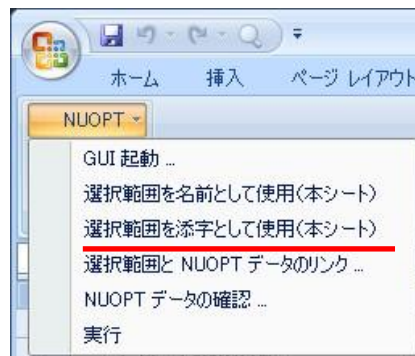 ホーム 挿入 ページ レイアウト
NUOPT
GUI 起動 ...
選択範囲を名前として使用(本シート)
選択範囲を添字として使用(本シート)
選択範囲と NUOPT データのリンク ...
NUOPT データの確認 ...
実行